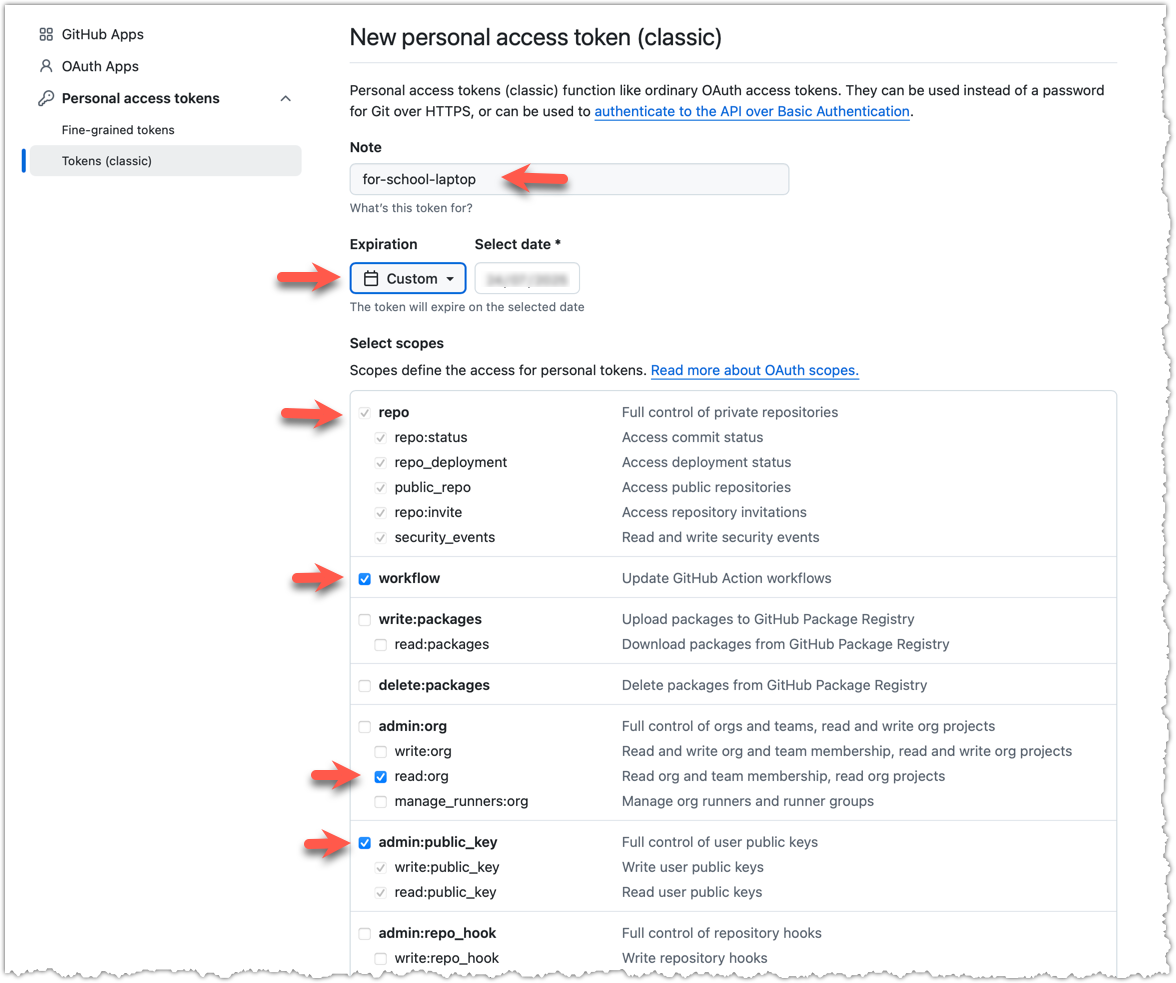 GitHub Apps
OAuth Apps
Personal access tokens
Fine-grained tokens
Tokens (classic)
New personal access token (classic)
Personal access tokens (classic) function like ordinary OAuth access tokens. They can be used instead of a password
for Git over HTTPS, or can be used to authenticate to the API over Basic Authentication.
Note
for-school-laptop
What's this token for?
Expiration Select date *
Custom
The token will expire on the selected date
Select scopes
Scopes define the access for personal tokens. Read more about OAuth scopes.
repo Full control of private repositories
repo:status Access commit status
repo_deployment Access deployment status
public_repo Access public repositories
repo:invite Access repository invitations
security_events Read and write security events
workflow Update GitHub Action workflows
write:packages Upload packages to GitHub Package Registry
read:packages Download packages from GitHub Package Registry
delete:packages Delete packages from GitHub Package Registry
admin:org Full control of orgs and teams, read and write org projects
write:org Read and write org and team membership, read and write org projects
read:org Read org and team membership, read org projects
manage_runners:org Manage org runners and runner groups
admin:public_key Full control of user public keys
write:public_key Write user public keys
read:public_key Read user public keys
admin:repo_hook Full control of repository hooks
write:repo_hook Write repository hooks